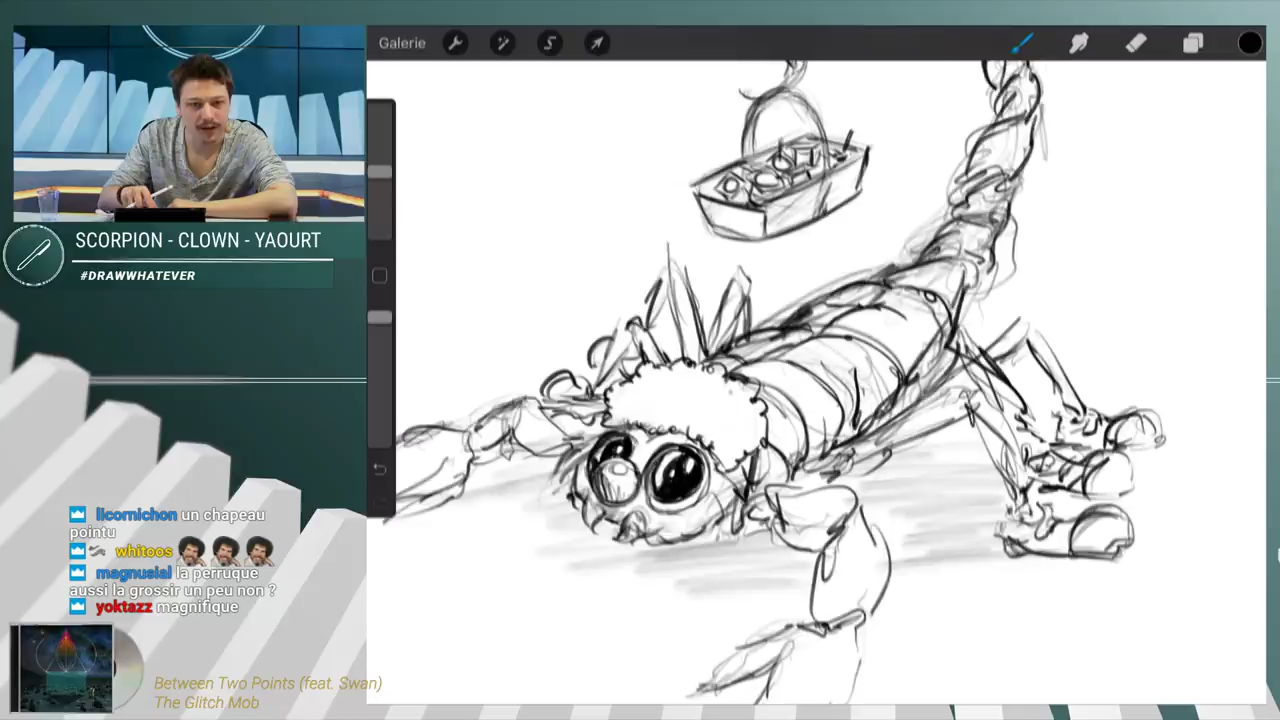 Galerie
SCORPION - CLOWN - YAOURT
#DRAWWHATEVER
licornichon un chapeau
pointu
whitoos
magnusial la perruque
aussi la grossir un peu non ?
yoktazz magnifique
Between Two Points (feat. Swan)
The Glitch Mob